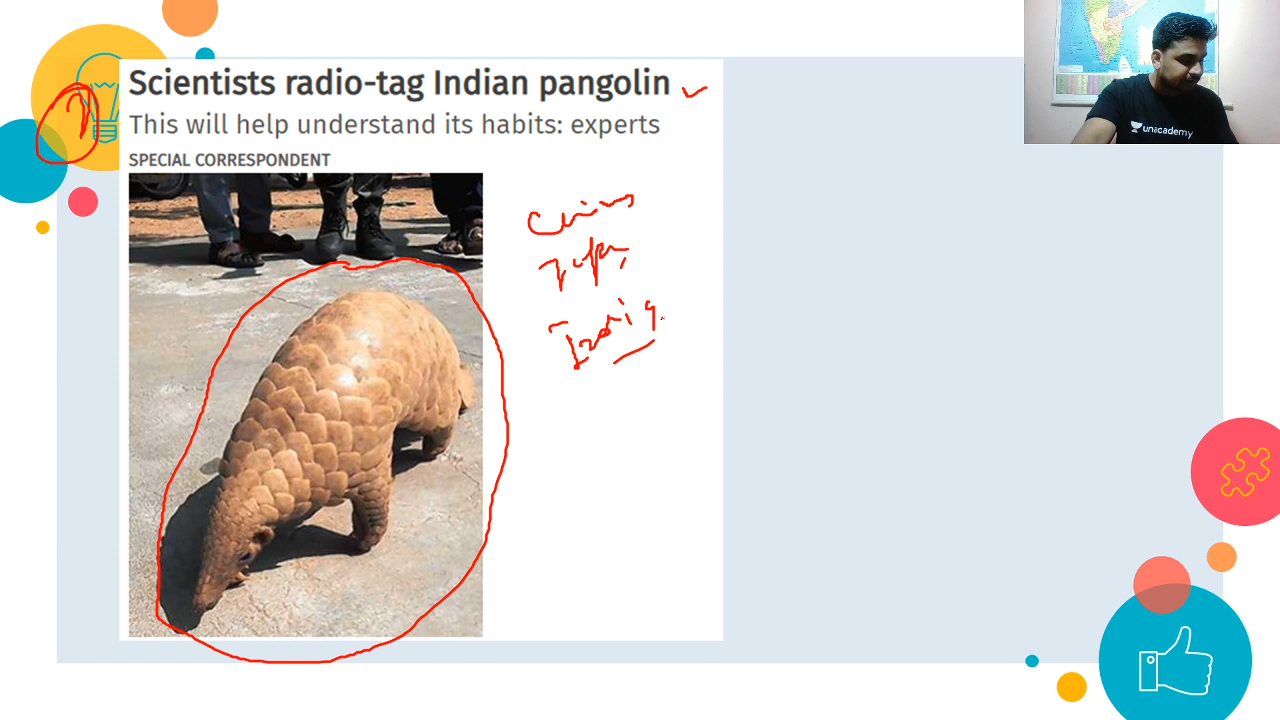 Scientists radio-tag Indian pangolin
This will help understand its habits: experts
SPECIAL CORRESPONDENT
unacademy